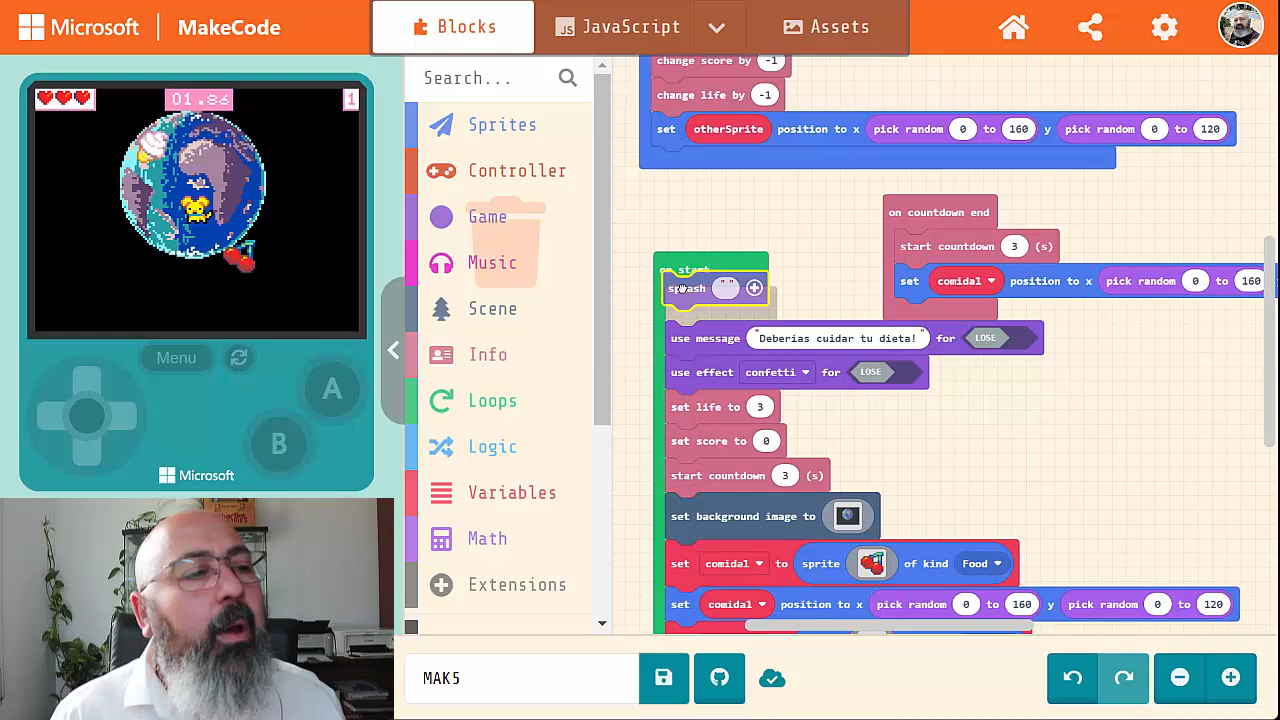 Microsoft
MakeCode
Blocks
JavaScript
Assets
01.86
1
Menu
A
B
Microsoft
Search...
Sprites
Controller
Game
Music
Scene
Info
Loops
Logic
Variables
Math
Extensions
change score by -1
change life by -1
set otherSprite position to x pick random 0 to 160 y pick random 0 to 120
on countdown end
start countdown 3 (s)
set comidal position to x pick random 0 to 160
on start
splash " "
use message "Deberias cuidar tu dieta!" for LOSE
use effect confetti for LOSE
set life to 3
set score to 0
start countdown 3 (s)
set background image to
set comidal to sprite of kind Food
set comidal position to x pick random 0 to 160 y pick random 0 to 120
MAK5